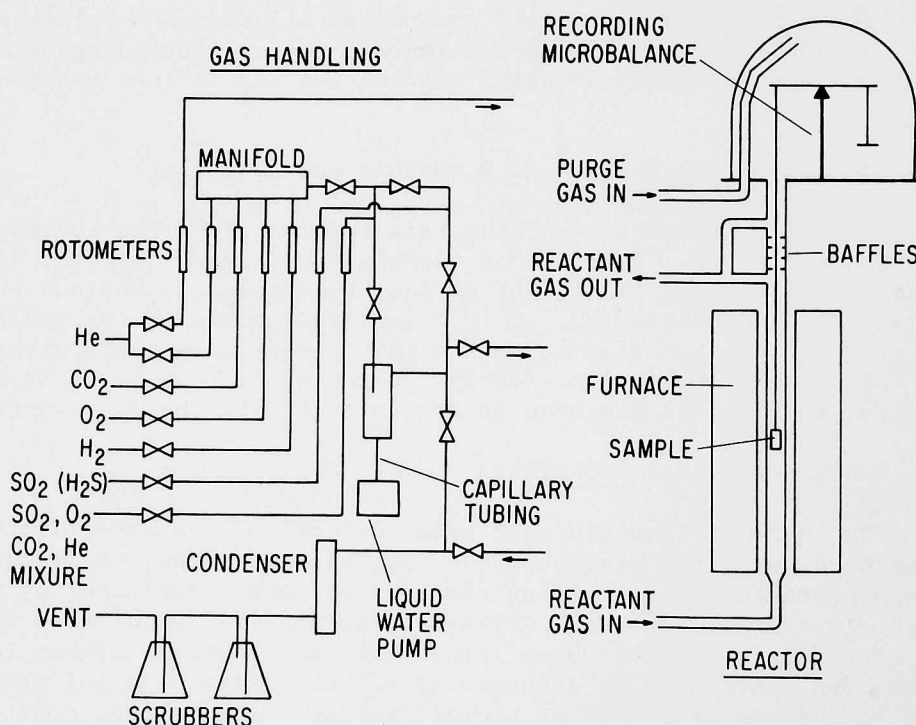 GAS HANDLING
MANIFOLD
ROTOMETERS
He
CO2
O2
H2
SO2 (H2S)
SO2, O2
CO2, He
MIXURE
VENT
SCRUBBERS
CONDENSER
LIQUID
WATER
PUMP
CAPILLARY
TUBING
RECORDING
MICROBALANCE
PURGE
GAS IN
REACTANT
GAS OUT
BAFFLES
FURNACE
SAMPLE
REACTANT
GAS IN
REACTOR